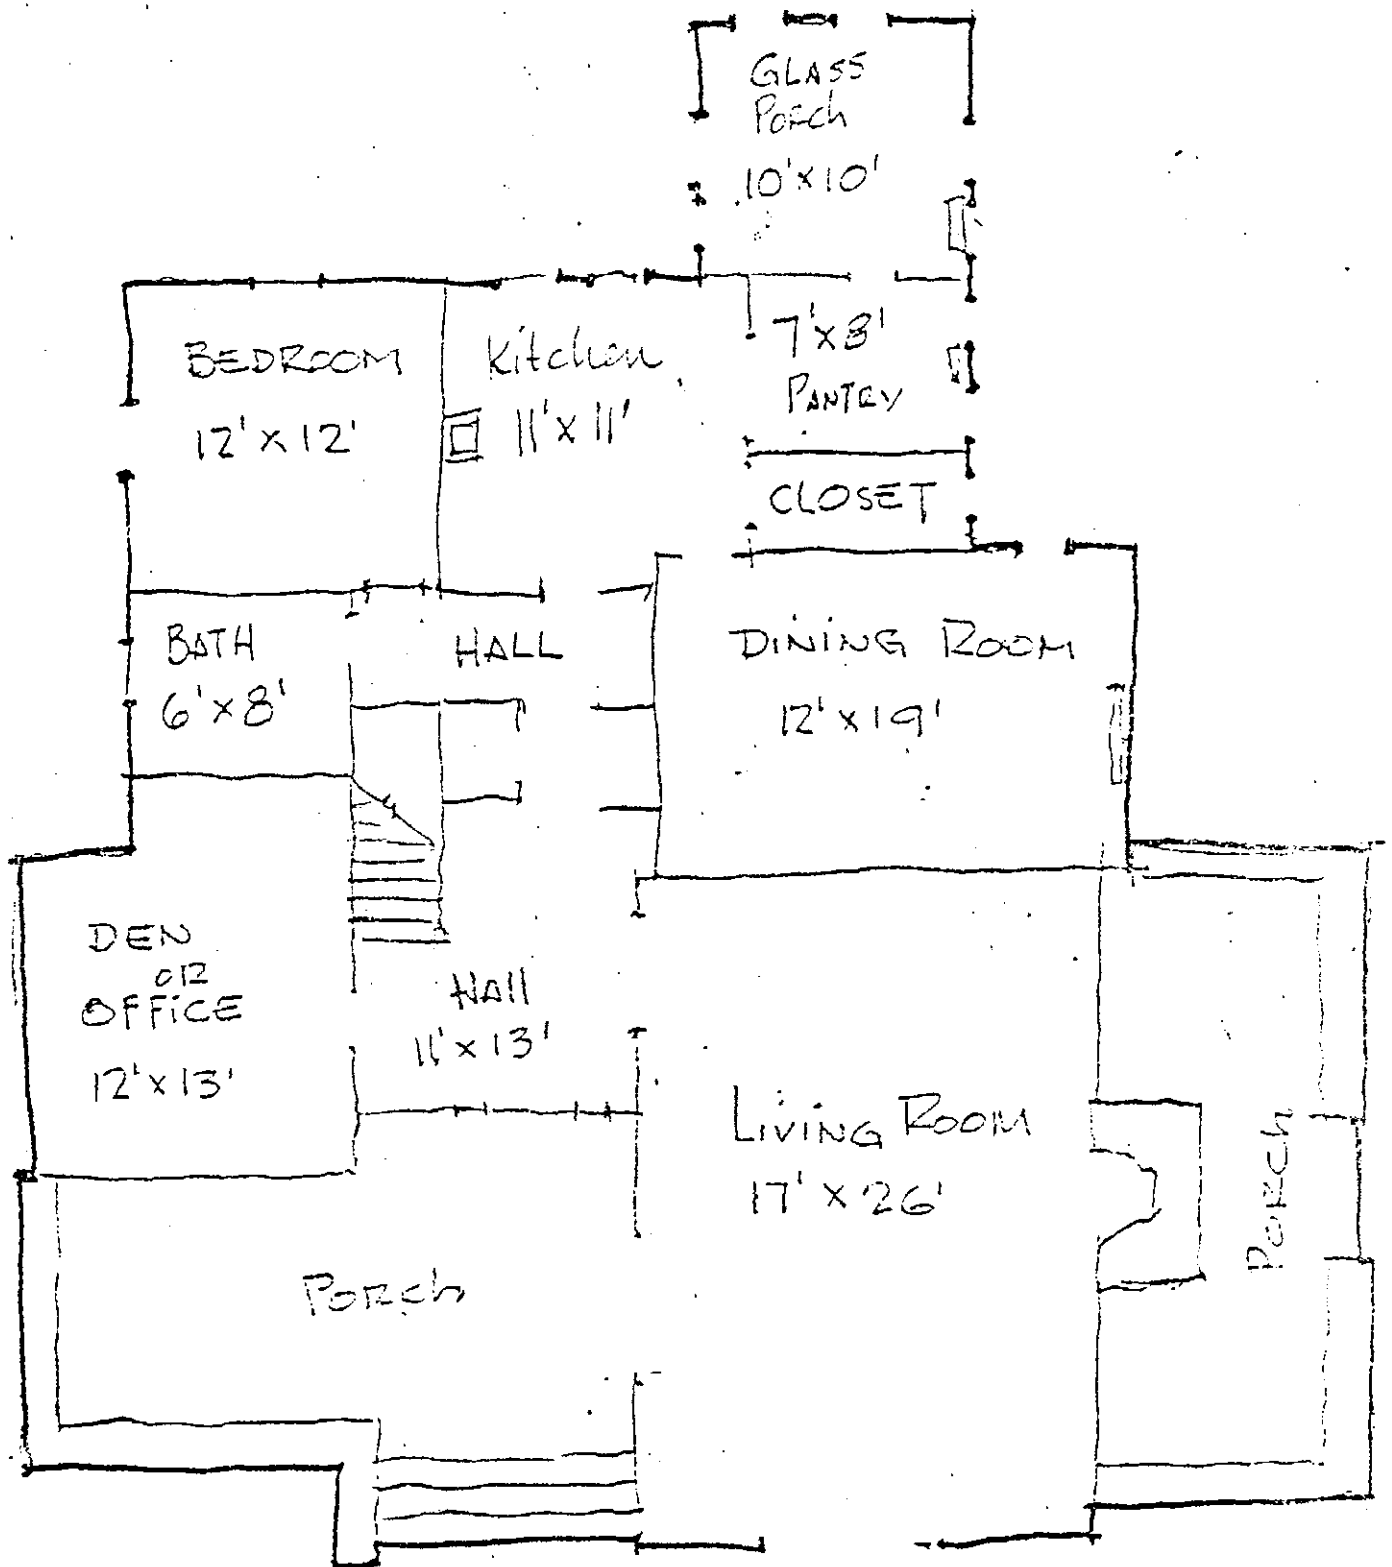 GLASS
Porch
10'x10'
BEDROOM
12'x12'
Kitchen
11'x11'
7'x8'
PANTRY
CLOSET
BATH
6'x8'
HALL
DINING ROOM
12'x19'
DEN
OR
OFFICE
12'x13'
HAll
11'x13'
LIVING ROOM
17'x26'
PORCh
PORCh